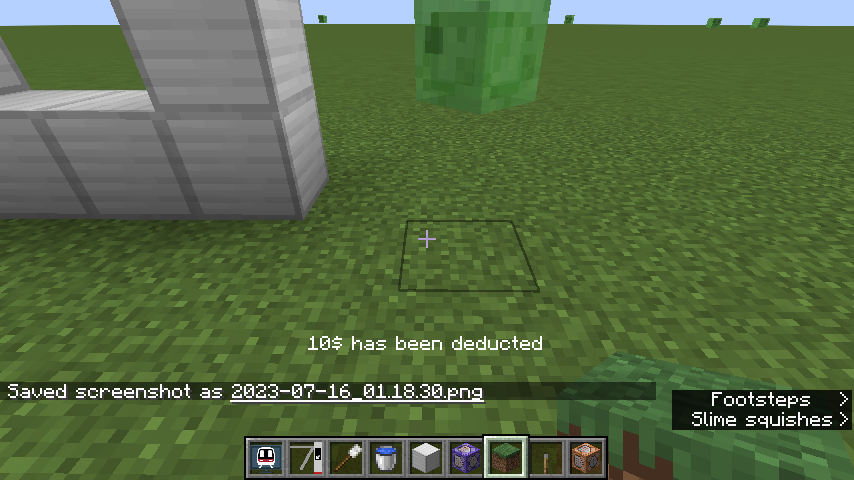 10$ has been deducted
Saved screenshot as 2023-07-16_01.18.30.png
Footsteps >
Slime squishes >